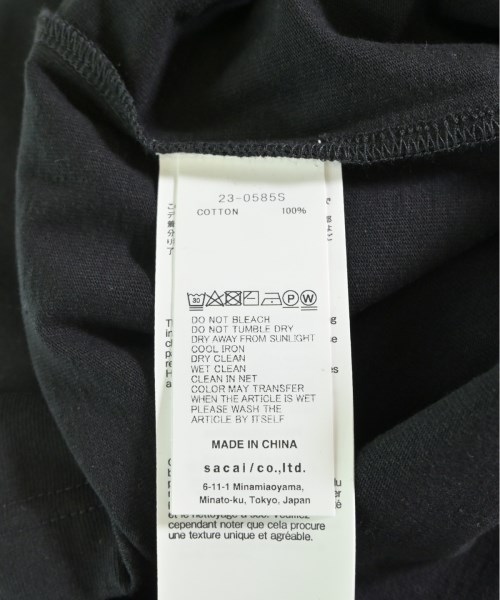 23-0585S
COTTON 100%
30
P W
DO NOT BLEACH
DO NOT TUMBLE DRY
DRY AWAY FROM SUNLIGHT
COOL IRON
DRY CLEAN
WET CLEAN
CLEAN IN NET
COLOR MAY TRANSFER
WHEN THE ARTICLE IS WET
PLEASE WASH THE
ARTICLE BY ITSELF
MADE IN CHINA
sacai/co.,ltd.
6-11-1 Minamiaoyama,
Minato-ku, Tokyo, Japan
cependant noter que cela procure
une texture unique et agréable.